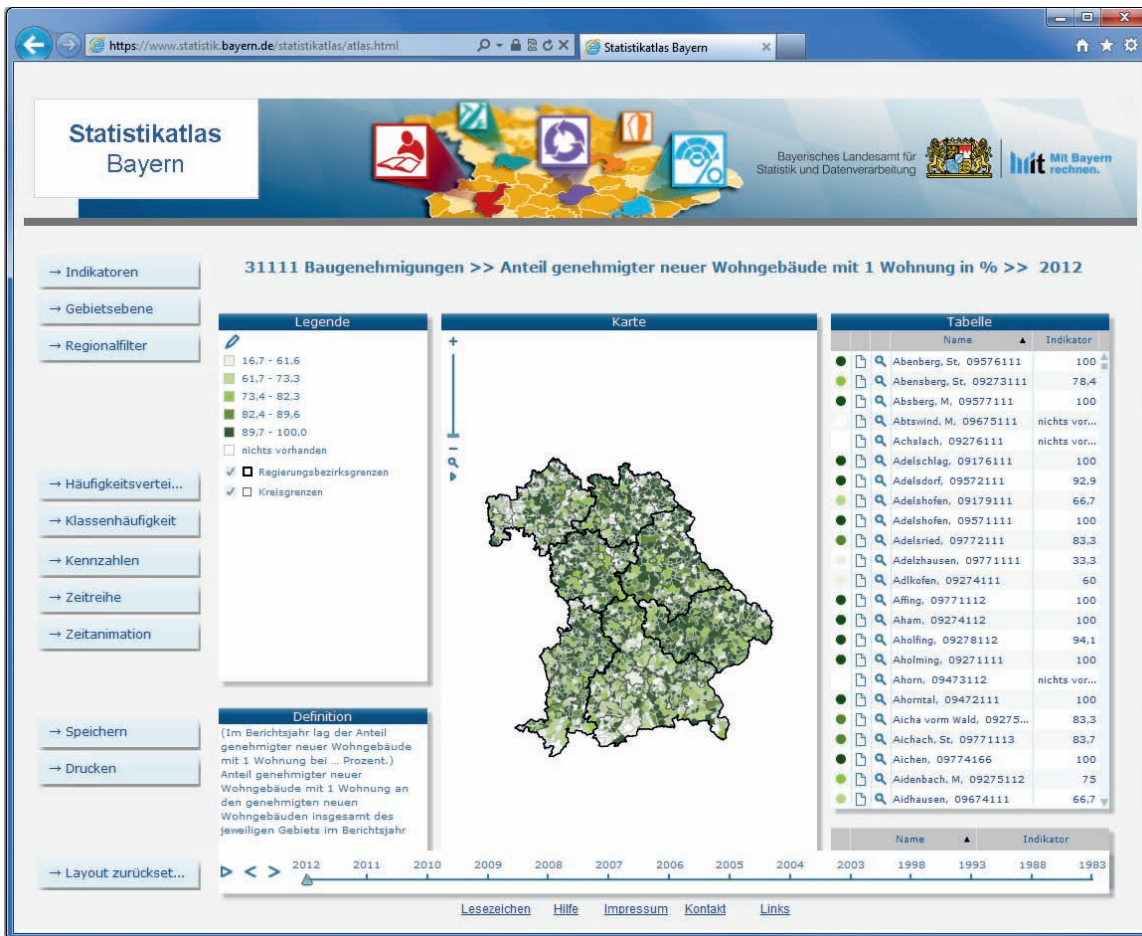 https://www.statistik.bayern.de/statistikatlas/atlas.html
Statistikatlas Bayern
Statistikatlas
Bayern
Bayerisches Landesamt für
Statistik und Datenverarbeitung
Mit Bayern
rechnen.
→ Indikatoren
→ Gebietsebene
→ Regionalfilter
→ Häufigkeitsvertei...
→ Klassenhäufigkeit
→ Kennzahlen
→ Zeitreihe
→ Zeitanimation
→ Speichern
→ Drucken
→ Layout zurückset...
31111 Baugenehmigungen >> Anteil genehmigter neuer Wohngebäude mit 1 Wohnung in % >> 2012
Legende
16,7 - 61,6
61,7 - 73,3
73,4 - 82,3
82,4 - 89,6
89,7 - 100,0
nichts vorhanden
Regierungsbezirksgrenzen
Kreisgrenzen
Definition
(Im Berichtsjahr lag der Anteil
genehmigter neuer Wohngebäude
mit 1 Wohnung bei ... Prozent.)
Anteil genehmigter neuer
Wohngebäude mit 1 Wohnung an
den genehmigten neuen
Wohngebäuden insgesamt des
jeweiligen Gebiets im Berichtsjahr
Karte
Tabelle
Name ▲ Indikator
Abenberg, St, 09576111 100
Abensberg, St, 09273111 78,4
Absberg, M, 09577111 100
Abtswind, M, 09675111 nichts vor...
Achslach, 09276111 nichts vor...
Adelschlag, 09176111 100
Adelsdorf, 09572111 92,9
Adelshofen, 09179111 66,7
Adelshofen, 09571111 100
Adelsried, 09772111 83,3
Adelzhausen, 09771111 33,3
Adlkofen, 09274111 60
Affing, 09771112 100
Aham, 09274112 100
Aholfing, 09278112 94,1
Aholming, 09271111 100
Ahorn, 09473112 nichts vor...
Ahorntal, 09472111 100
Aicha vorm Wald, 09275... 83,3
Aichach, St, 09771113 83,7
Aichen, 09774166 100
Aidenbach, M, 09275112 75
Aidhausen, 09674111 66,7
Name ▲ Indikator
2012 2011 2010 2009 2008 2007 2006 2005 2004 2003 1998 1993 1988 1983
Lesezeichen Hilfe Impressum Kontakt Links